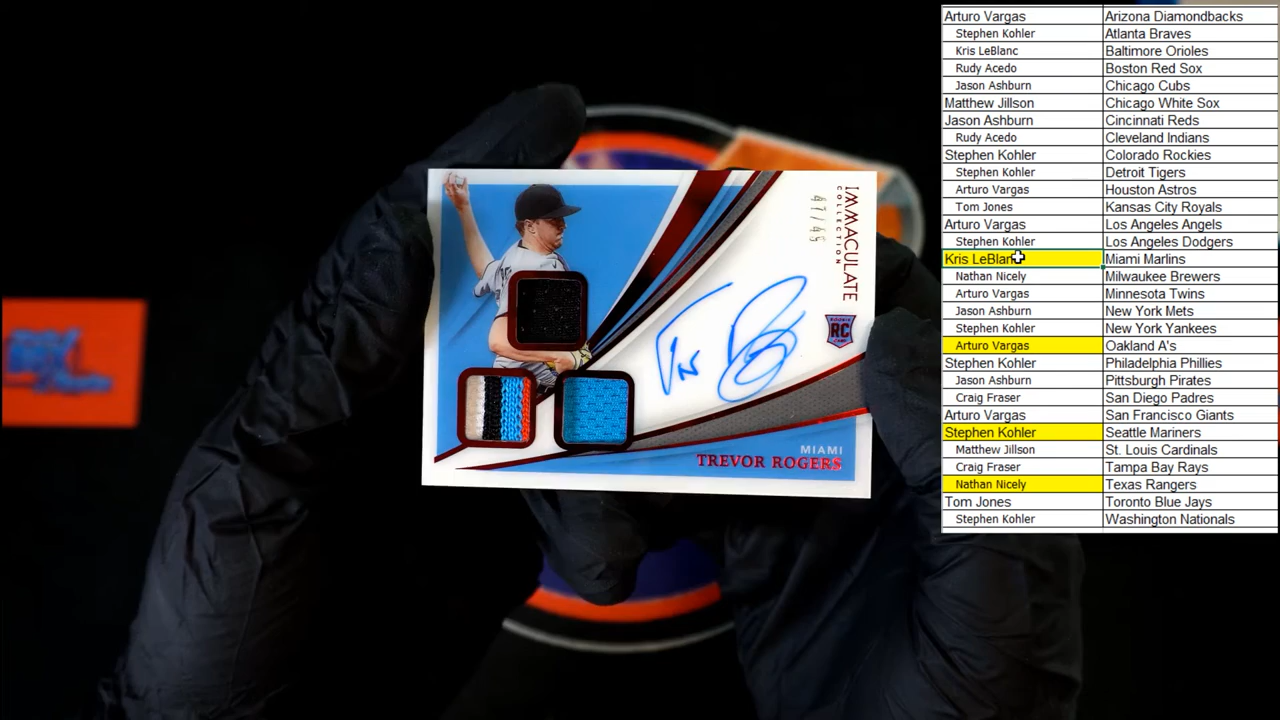 IMMACULATE
COLLECTION
RC
MIAMI
TREVOR ROGERS
Arturo Vargas Arizona Diamondbacks
Stephen Kohler Atlanta Braves
Kris LeBlanc Baltimore Orioles
Rudy Acedo Boston Red Sox
Jason Ashburn Chicago Cubs
Matthew Jillson Chicago White Sox
Jason Ashburn Cincinnati Reds
Rudy Acedo Cleveland Indians
Stephen Kohler Colorado Rockies
Stephen Kohler Detroit Tigers
Arturo Vargas Houston Astros
Tom Jones Kansas City Royals
Arturo Vargas Los Angeles Angels
Stephen Kohler Los Angeles Dodgers
Kris LeBlanc Miami Marlins
Nathan Nicely Milwaukee Brewers
Arturo Vargas Minnesota Twins
Jason Ashburn New York Mets
Stephen Kohler New York Yankees
Arturo Vargas Oakland A's
Stephen Kohler Philadelphia Phillies
Jason Ashburn Pittsburgh Pirates
Craig Fraser San Diego Padres
Arturo Vargas San Francisco Giants
Stephen Kohler Seattle Mariners
Matthew Jillson St. Louis Cardinals
Craig Fraser Tampa Bay Rays
Nathan Nicely Texas Rangers
Tom Jones Toronto Blue Jays
Stephen Kohler Washington Nationals